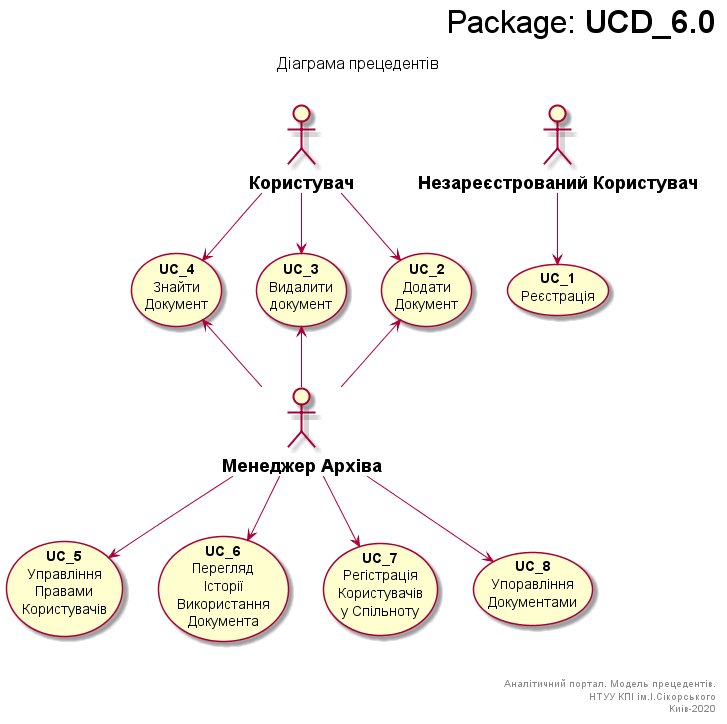 Package: UCD_6.0
Діаграма прецедентів
Користувач
Незареєстрований Користувач
UC_4
Знайти
Документ
UC_3
Видалити
документ
UC_2
Додати
Документ
UC_1
Реєстрація
Менеджер Архіва
UC_5
Управління
Правами
Користувачів
UC_6
Перегляд
Історії
Використання
Документа
UC_7
Регістрація
Користувачів
у Спільноту
UC_8
Упоравління
Документами
Аналітичний портал. Модель прецедентів.
НТУУ КПІ ім.І.Сікорського
Київ-2020